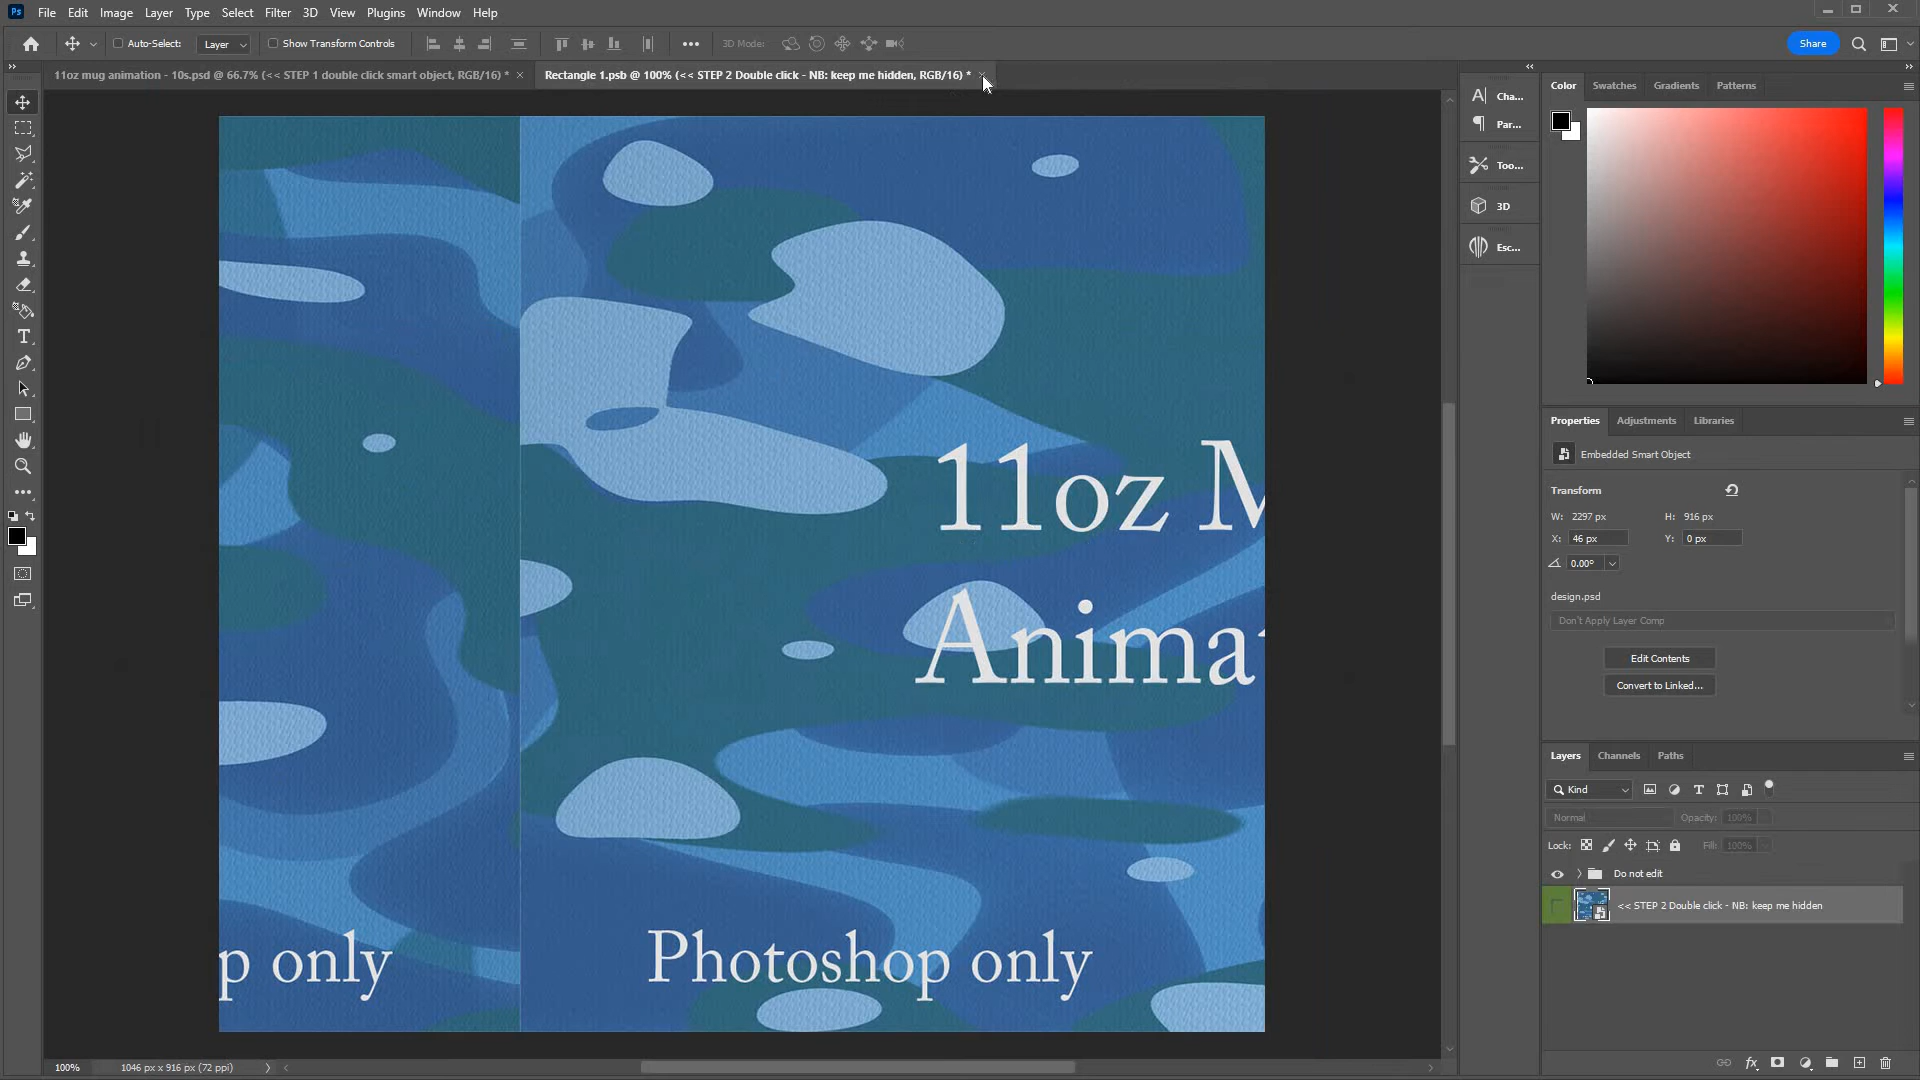 Ps File Edit Image Layer Type Select Filter 3D View Plugins Window Help
Auto-Select: Layer Show Transform Controls 3D Mode: Share
11oz mug animation - 10s.psd @ 66.7% (<< STEP 1 double click smart object, RGB/16) * ×
Rectangle 1.psb @ 100% (<< STEP 2 Double click - NB: keep me hidden, RGB/16) *
Cha...
Par...
Too...
3D
Esc...
Color Swatches Gradients Patterns
11oz M
Animat
p only
Photoshop only
Properties Adjustments Libraries
Embedded Smart Object
Transform
W: 2297 px H: 916 px
X: 46 px Y: 0 px
0.00°
design.psd
Don't Apply Layer Comp
Edit Contents
Convert to Linked...
Layers Channels Paths
Kind
Normal Opacity: 100%
Lock: Fill: 100%
Do not edit
<< STEP 2 Double click - NB: keep me hidden
100% 1046 px x 916 px (72 ppi)